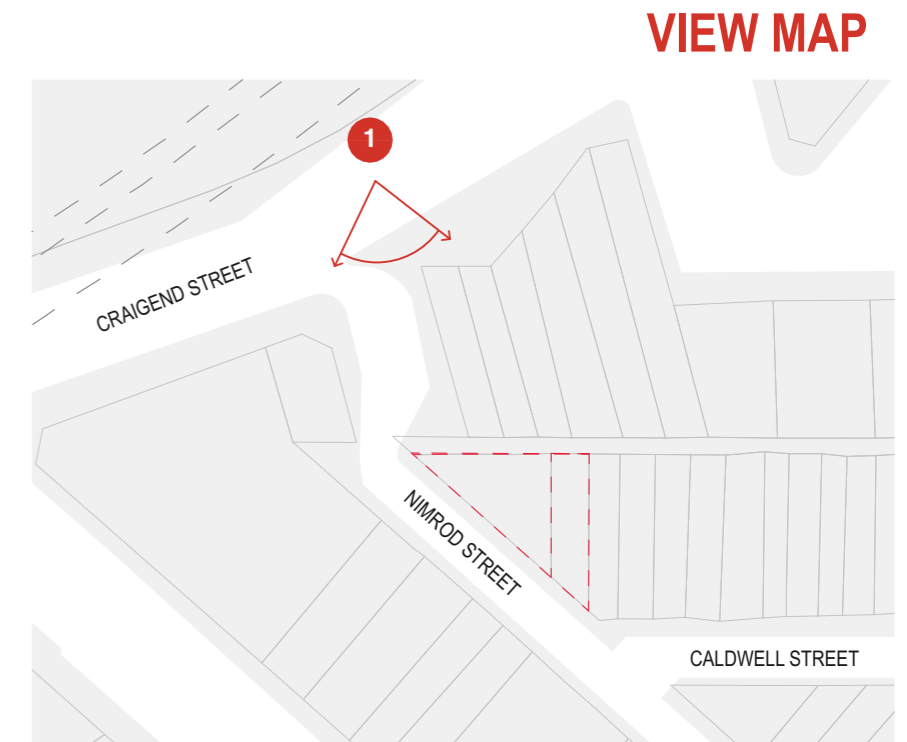 VIEW MAP
1
CRAIGEND STREET
NIMROD STREET
CALDWELL STREET